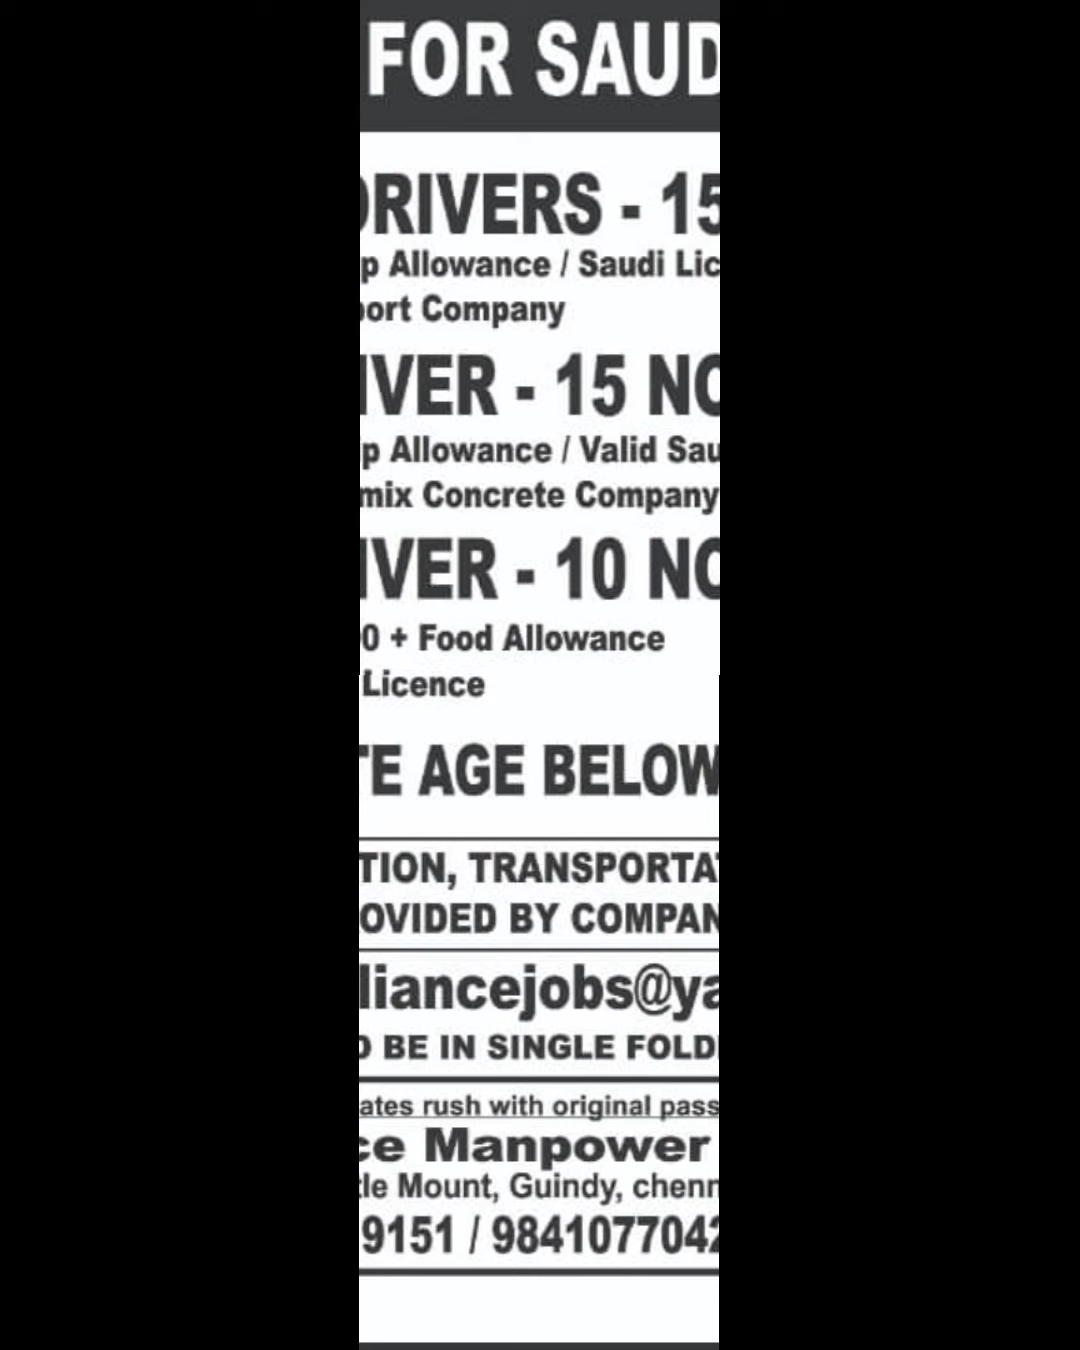 FOR SAUD
DRIVERS - 15
p Allowance / Saudi Lic
port Company
IVER - 15 NO
p Allowance / Valid Sau
mix Concrete Company
IVER - 10 NO
0 + Food Allowance
Licence
TE AGE BELOW
TION, TRANSPORTAT
OVIDED BY COMPAN
liancejobs@ya
O BE IN SINGLE FOLD
ates rush with original pass
ce Manpower
tle Mount, Guindy, chenn
9151 / 9841077042